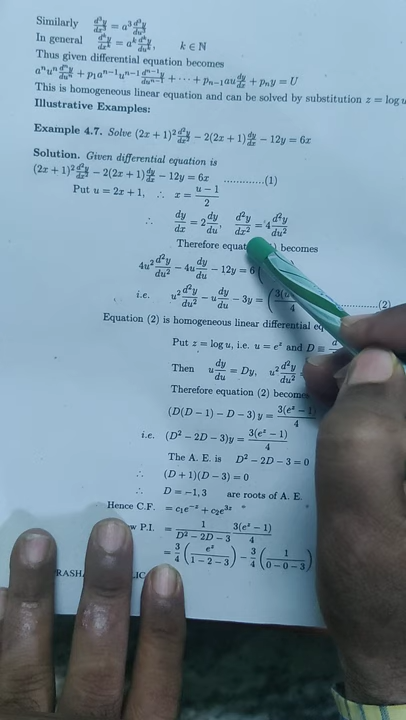 Similarly d³y/dx³ = a³ d³y/du³
In general dᵏy/dxᵏ = aᵏ dᵏy/duᵏ, k ∈ ℕ
Thus given differential equation becomes
aⁿuⁿ dⁿy/duⁿ + p₁aⁿ⁻¹uⁿ⁻¹ dⁿ⁻¹y/duⁿ⁻¹ + ⋯ + pₙ₋₁au dy/dx + pₙy = U
This is homogeneous linear equation and can be solved by substitution z = log u
Illustrative Examples:
Example 4.7. Solve (2x + 1)² d²y/dx² − 2(2x + 1) dy/dx − 12y = 6x
Solution. Given differential equation is
(2x + 1)² d²y/dx² − 2(2x + 1) dy/dx − 12y = 6x .............(1)
Put u = 2x + 1, ∴ x = (u − 1)/2
∴ dy/dx = 2 dy/du, d²y/dx² = 4 d²y/du²
Therefore becomes
4u² d²y/du² − 4u dy/du − 12y = 6
i.e. u² d²y/du² − u dy/du − 3y = (3( /4 .............(2)
Equation (2) is homogeneous linear differential
Put z = log u, i.e. u = eᶻ and D ≡
Then u dy/du = Dy, u² d²y/du² =
Therefore equation (2) becomes
(D(D − 1) − D − 3) y = 3(eᶻ − 1)/4
i.e. (D² − 2D − 3)y = 3(eᶻ − 1)/4
The A. E. is D² − 2D − 3 = 0
∴ (D + 1)(D − 3) = 0
∴ D = −1, 3 are roots of A. E.
Hence C.F. = c₁e⁻ᶻ + c₂e³ᶻ
P.I. = 1/(D² − 2D − 3) 3(eᶻ − 1)/4
= 3/4 (eᶻ/(1 − 2 − 3)) − 3/4 (1/(0 − 0 − 3))